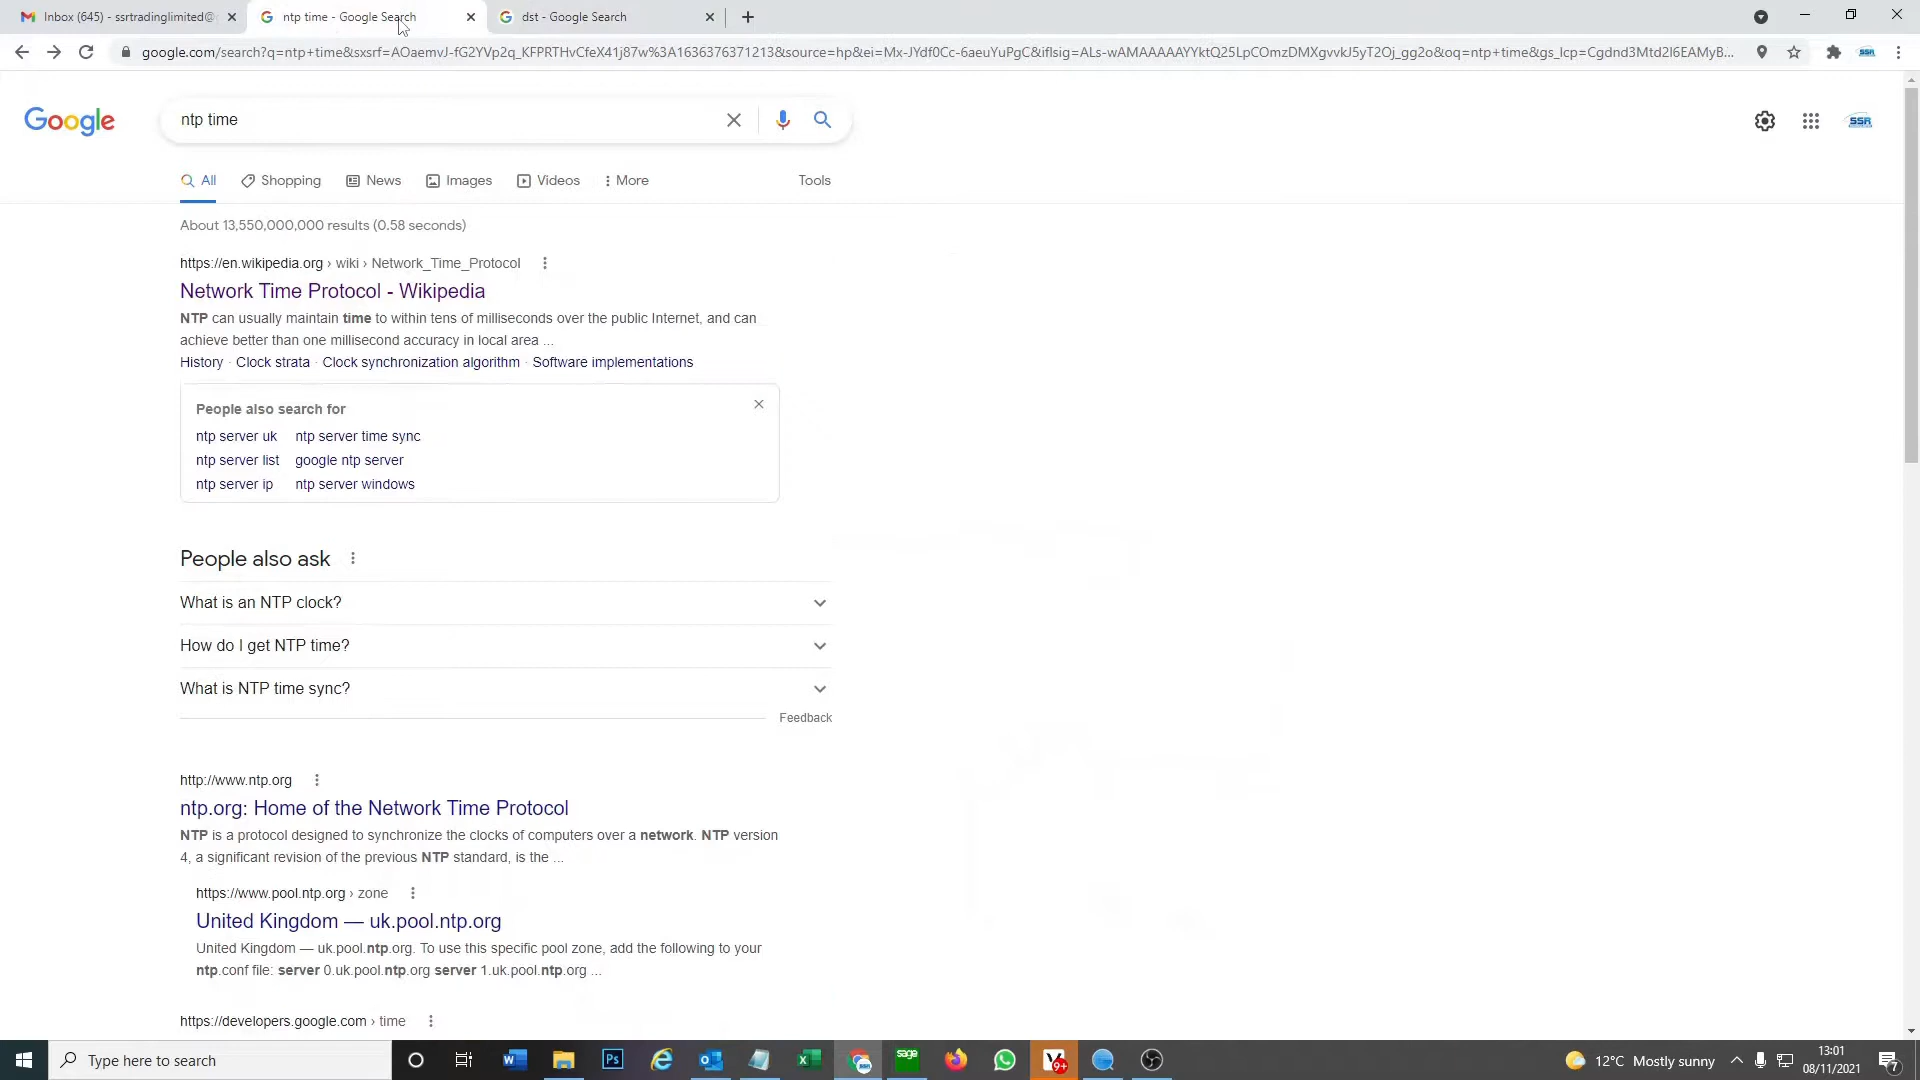 Inbox (645) - ssrtradinglimited@
ntp time - Google Search
dst - Google Search
google.com/search?q=ntp+time&sxsrf=AOaemvJ-fG2YVp2q_KFPRTHvCfeX41j87w%3A1636376371213&source=hp&ei=Mx-JYdf0Cc-6aeuYuPgC&iflsig=ALs-wAMAAAAAYYktQ25LpCOmzDMXgvvkJ5yT2Oj_gg2o&oq=ntp+time&gs_lcp=Cgdnd3Mtd2l6EAMyB...
Google
ntp time
SSR
All
Shopping
News
Images
Videos
More
Tools
About 13,550,000,000 results (0.58 seconds)
https://en.wikipedia.org › wiki › Network_Time_Protocol
Network Time Protocol - Wikipedia
NTP can usually maintain time to within tens of milliseconds over the public Internet, and can
achieve better than one millisecond accuracy in local area ...
History · Clock strata · Clock synchronization algorithm · Software implementations
People also search for
ntp server uk ntp server time sync
ntp server list google ntp server
ntp server ip ntp server windows
People also ask
What is an NTP clock?
How do I get NTP time?
What is NTP time sync?
Feedback
http://www.ntp.org
ntp.org: Home of the Network Time Protocol
NTP is a protocol designed to synchronize the clocks of computers over a network. NTP version
4, a significant revision of the previous NTP standard, is the ...
https://www.pool.ntp.org › zone
United Kingdom — uk.pool.ntp.org
United Kingdom — uk.pool.ntp.org. To use this specific pool zone, add the following to your
ntp.conf file: server 0.uk.pool.ntp.org server 1.uk.pool.ntp.org ...
https://developers.google.com › time
Type here to search
sage
9+
12°C Mostly sunny
13:01
08/11/2021
7